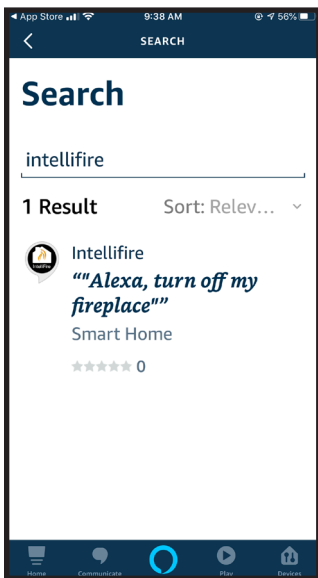 App Store 9:38 AM 56%
SEARCH
Search
intellifire
1 Result Sort: Relev...
Intellifire
“"Alexa, turn off my
fireplace"”
Smart Home
0
Home Communicate Play Devices